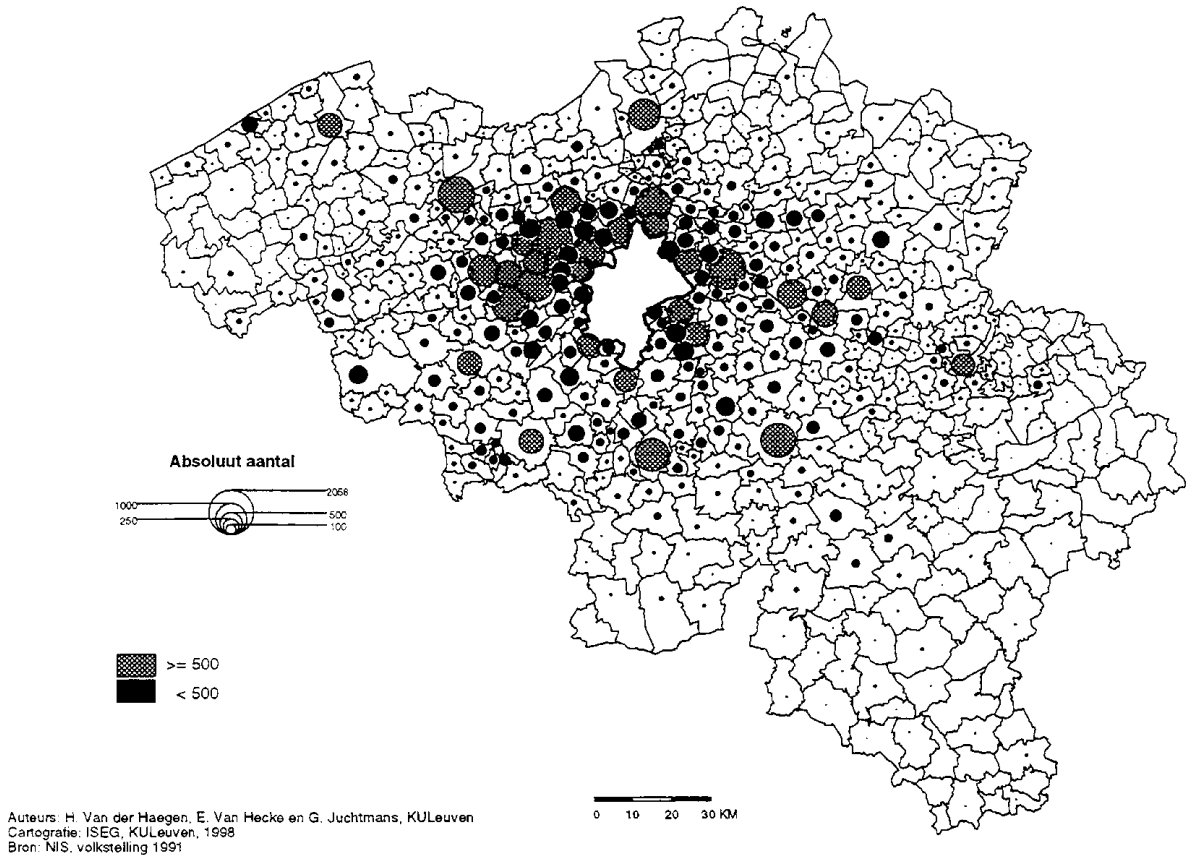 Absoluut aantal
1000
2058
250
500
100
>= 500
< 500
0 10 20 30 KM
Auteurs: H. Van der Haegen, E. Van Hecke en G. Juchtmans, KULeuven
Cartografie: ISEG, KULeuven, 1998
Bron: NIS, volkstelling 1991